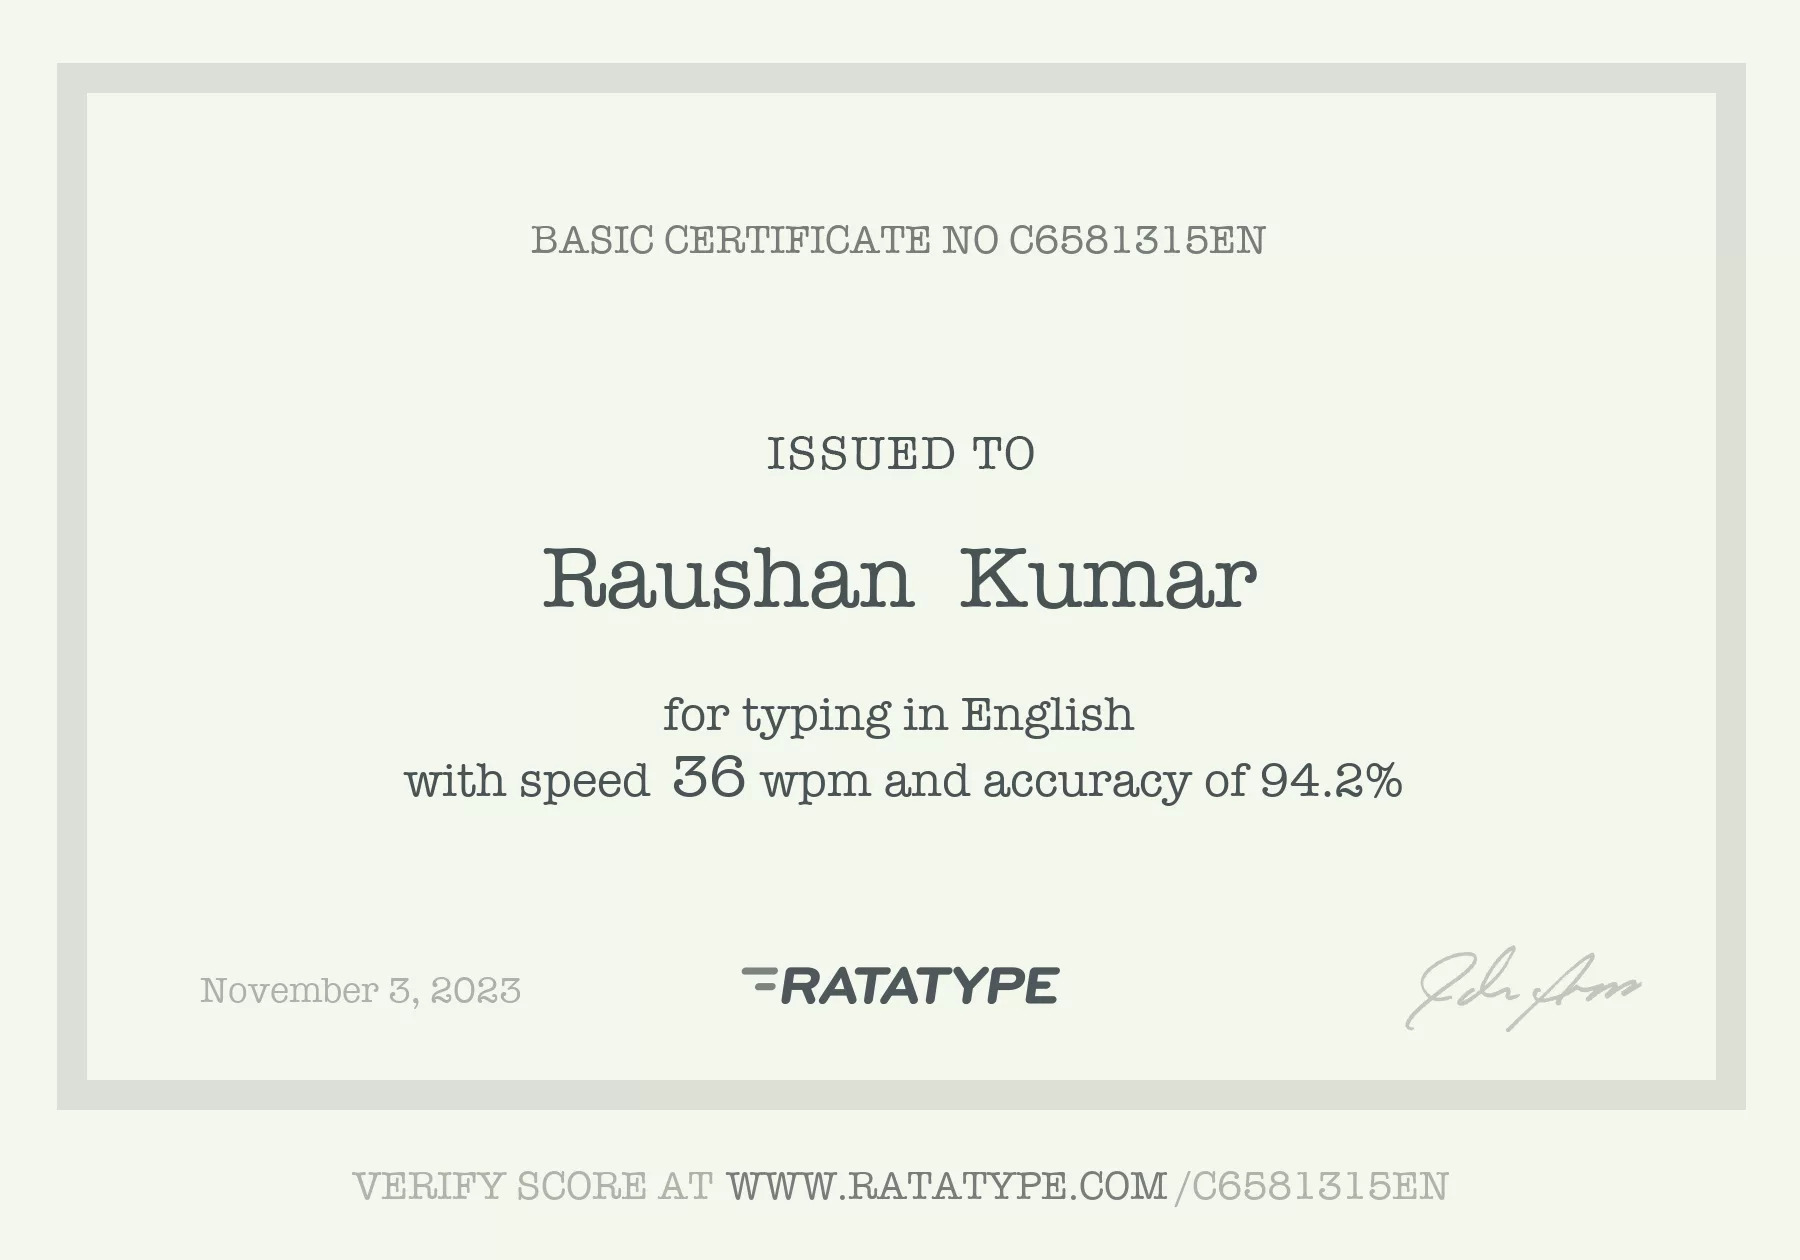 BASIC CERTIFICATE NO C6581315EN
ISSUED TO
Raushan Kumar
for typing in English
with speed 36 wpm and accuracy of 94.2%
November 3, 2023
RATATYPE
VERIFY SCORE AT WWW.RATATYPE.COM/C6581315EN